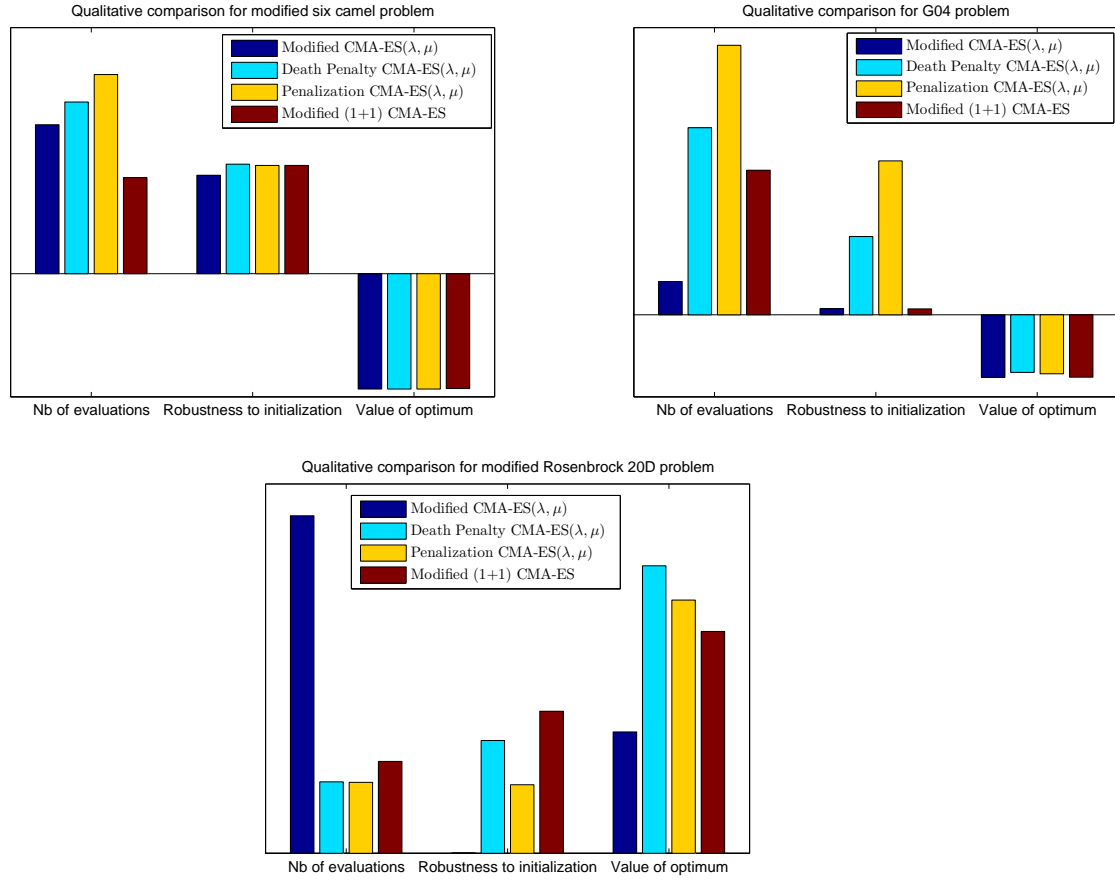 Qualitative comparison for modified six camel problem
Modified CMA-ES(λ, μ)
Death Penalty CMA-ES(λ, μ)
Penalization CMA-ES(λ, μ)
Modified (1+1) CMA-ES
Nb of evaluations Robustness to initialization Value of optimum
Qualitative comparison for G04 problem
Modified CMA-ES(λ, μ)
Death Penalty CMA-ES(λ, μ)
Penalization CMA-ES(λ, μ)
Modified (1+1) CMA-ES
Nb of evaluations Robustness to initialization Value of optimum
Qualitative comparison for modified Rosenbrock 20D problem
Modified CMA-ES(λ, μ)
Death Penalty CMA-ES(λ, μ)
Penalization CMA-ES(λ, μ)
Modified (1+1) CMA-ES
Nb of evaluations Robustness to initialization Value of optimum